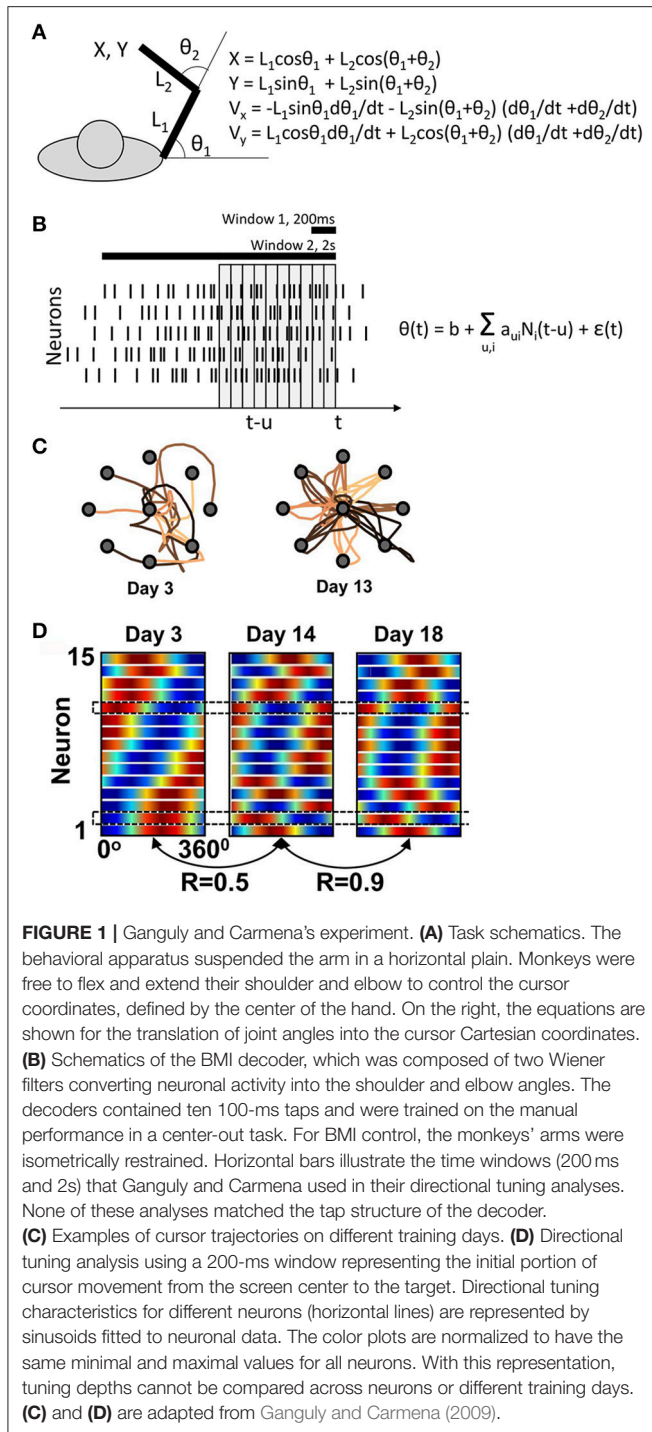 A
X, Y
θ₂
L₂
L₁
θ₁
X = L₁cosθ₁ + L₂cos(θ₁+θ₂)
Y = L₁sinθ₁ + L₂sin(θ₁+θ₂)
Vₓ = -L₁sinθ₁dθ₁/dt - L₂sin(θ₁+θ₂) (dθ₁/dt +dθ₂/dt)
Vᵧ = L₁cosθ₁dθ₁/dt + L₂cos(θ₁+θ₂) (dθ₁/dt +dθ₂/dt)
B
Window 1, 200ms
Window 2, 2s
Neurons
θ(t) = b + Σ aᵤᵢNᵢ(t-u) + ε(t)
u,i
t-u
t
C
Day 3
Day 13
D
Day 3
Day 14
Day 18
15
Neuron
1
0°
360⁰
R=0.5
R=0.9
FIGURE 1 | Ganguly and Carmena's experiment. (A) Task schematics. The
behavioral apparatus suspended the arm in a horizontal plain. Monkeys were
free to flex and extend their shoulder and elbow to control the cursor
coordinates, defined by the center of the hand. On the right, the equations are
shown for the translation of joint angles into the cursor Cartesian coordinates.
(B) Schematics of the BMI decoder, which was composed of two Wiener
filters converting neuronal activity into the shoulder and elbow angles. The
decoders contained ten 100-ms taps and were trained on the manual
performance in a center-out task. For BMI control, the monkeys' arms were
isometrically restrained. Horizontal bars illustrate the time windows (200 ms
and 2s) that Ganguly and Carmena used in their directional tuning analyses.
None of these analyses matched the tap structure of the decoder.
(C) Examples of cursor trajectories on different training days. (D) Directional
tuning analysis using a 200-ms window representing the initial portion of
cursor movement from the screen center to the target. Directional tuning
characteristics for different neurons (horizontal lines) are represented by
sinusoids fitted to neuronal data. The color plots are normalized to have the
same minimal and maximal values for all neurons. With this representation,
tuning depths cannot be compared across neurons or different training days.
(C) and (D) are adapted from Ganguly and Carmena (2009).